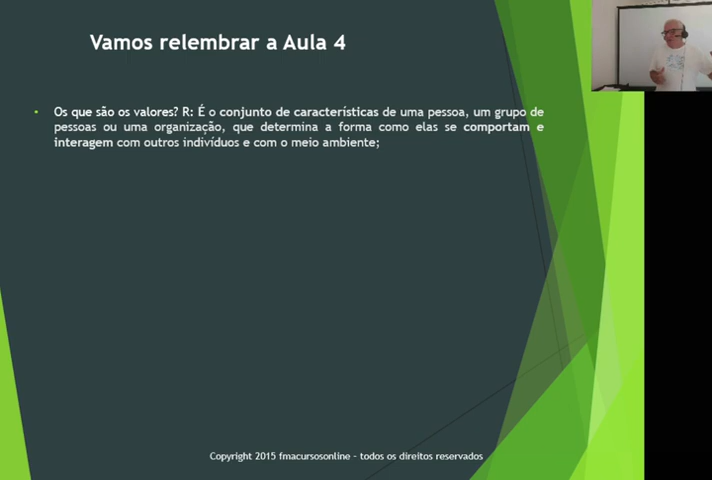 Vamos relembrar a Aula 4
• Os que são os valores? R: É o conjunto de características de uma pessoa, um grupo de
pessoas ou uma organização, que determina a forma como elas se comportam e
interagem com outros indivíduos e com o meio ambiente;
Copyright 2015 fmacursosonline - todos os direitos reservados